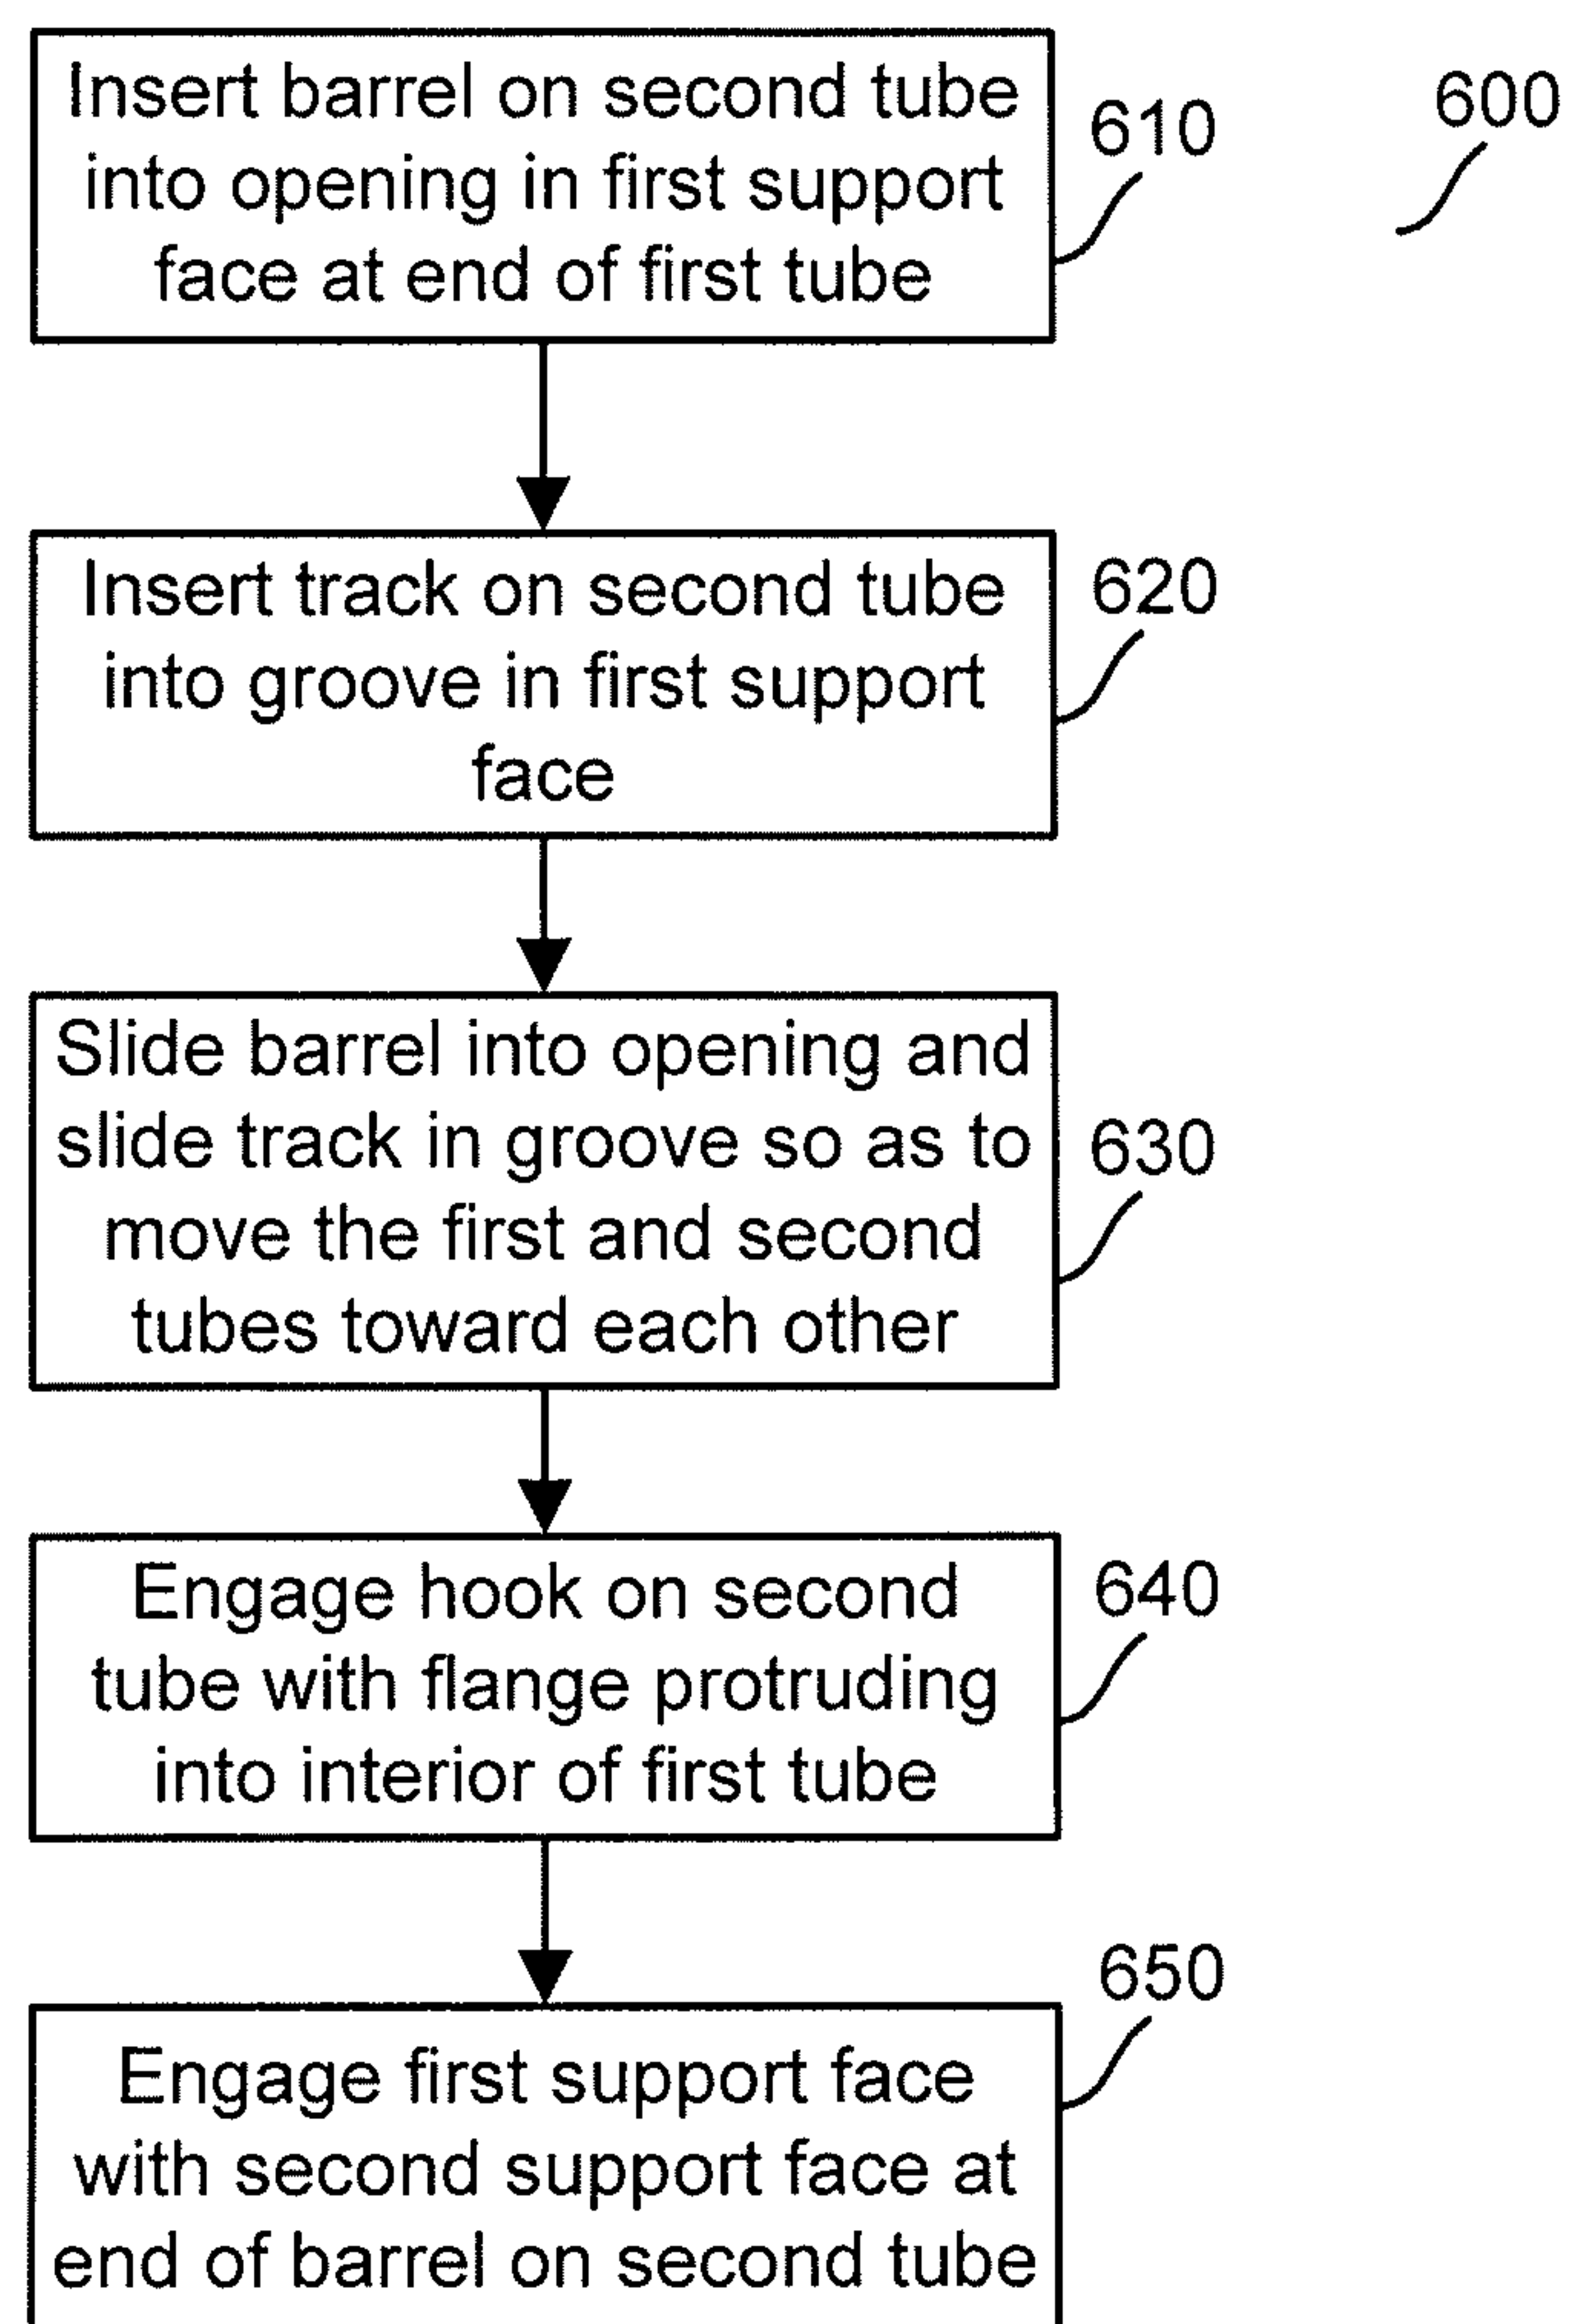 Insert barrel on second tube
into opening in first support
face at end of first tube
610
600
Insert track on second tube
into groove in first support
face
620
Slide barrel into opening and
slide track in groove so as to
move the first and second
tubes toward each other
630
Engage hook on second
tube with flange protruding
into interior of first tube
640
Engage first support face
with second support face at
end of barrel on second tube
650